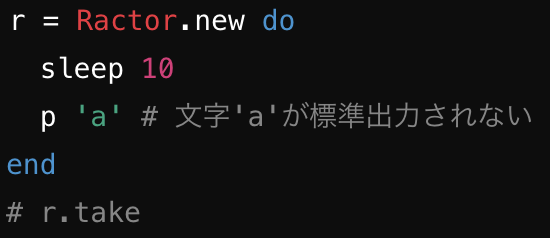 r = Ractor.new do
  sleep 10
  p 'a' # 文字'a'が標準出力されない
end
# r.take